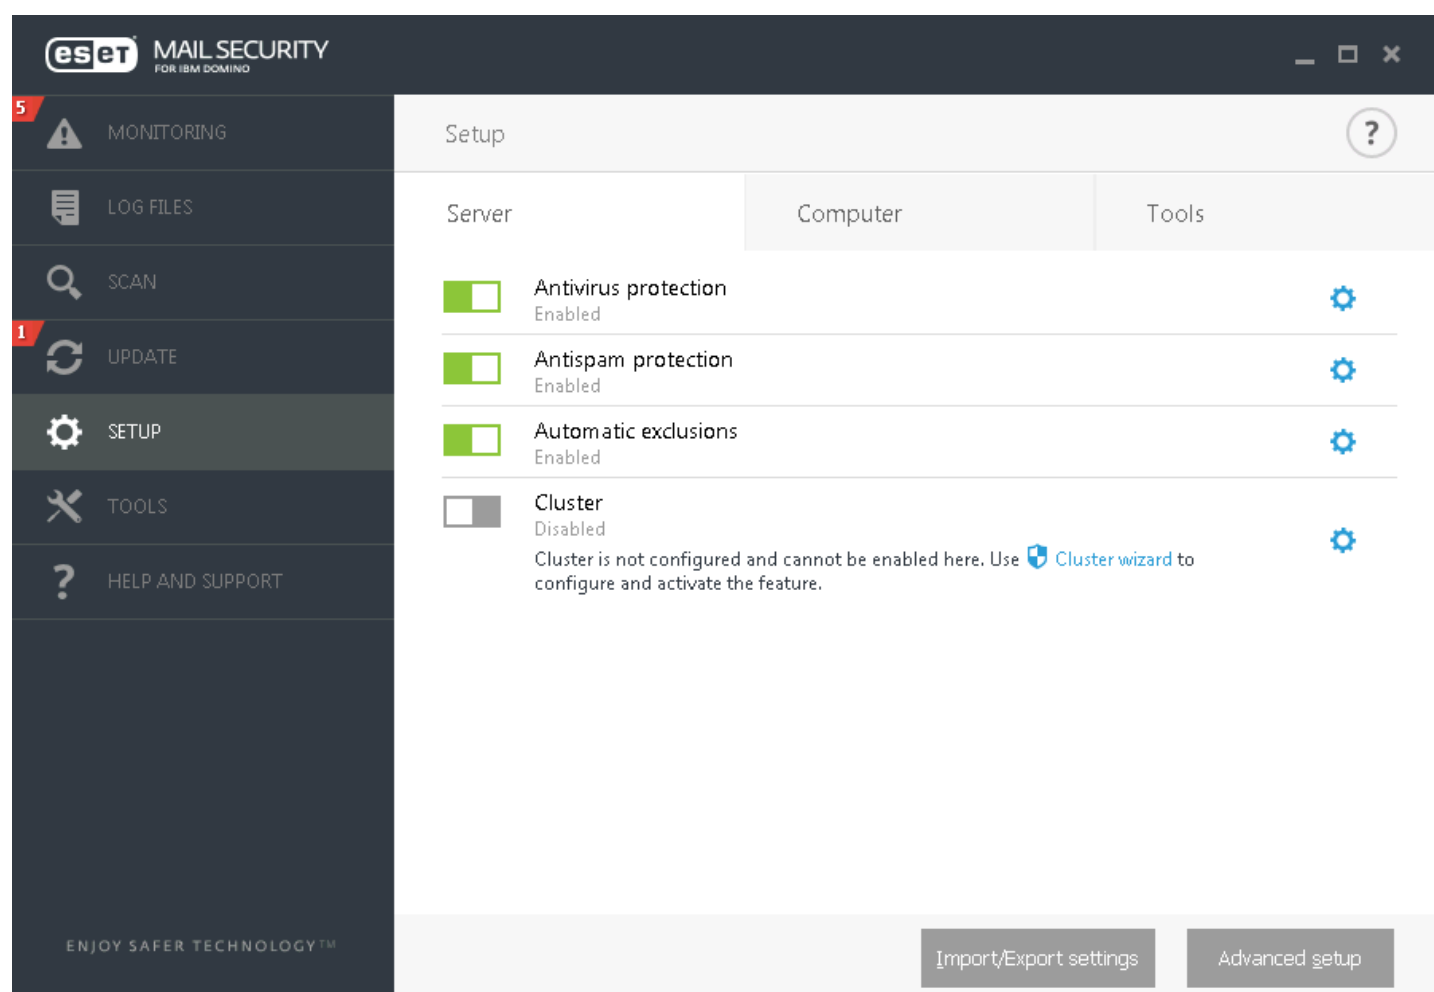 eset MAIL SECURITY
FOR IBM DOMINO
5
MONITORING
LOG FILES
SCAN
1
UPDATE
SETUP
TOOLS
? HELP AND SUPPORT
ENJOY SAFER TECHNOLOGY™
Setup ?
Server Computer Tools
Antivirus protection
Enabled
Antispam protection
Enabled
Automatic exclusions
Enabled
Cluster
Disabled
Cluster is not configured and cannot be enabled here. Use Cluster wizard to
configure and activate the feature.
Import/Export settings Advanced setup